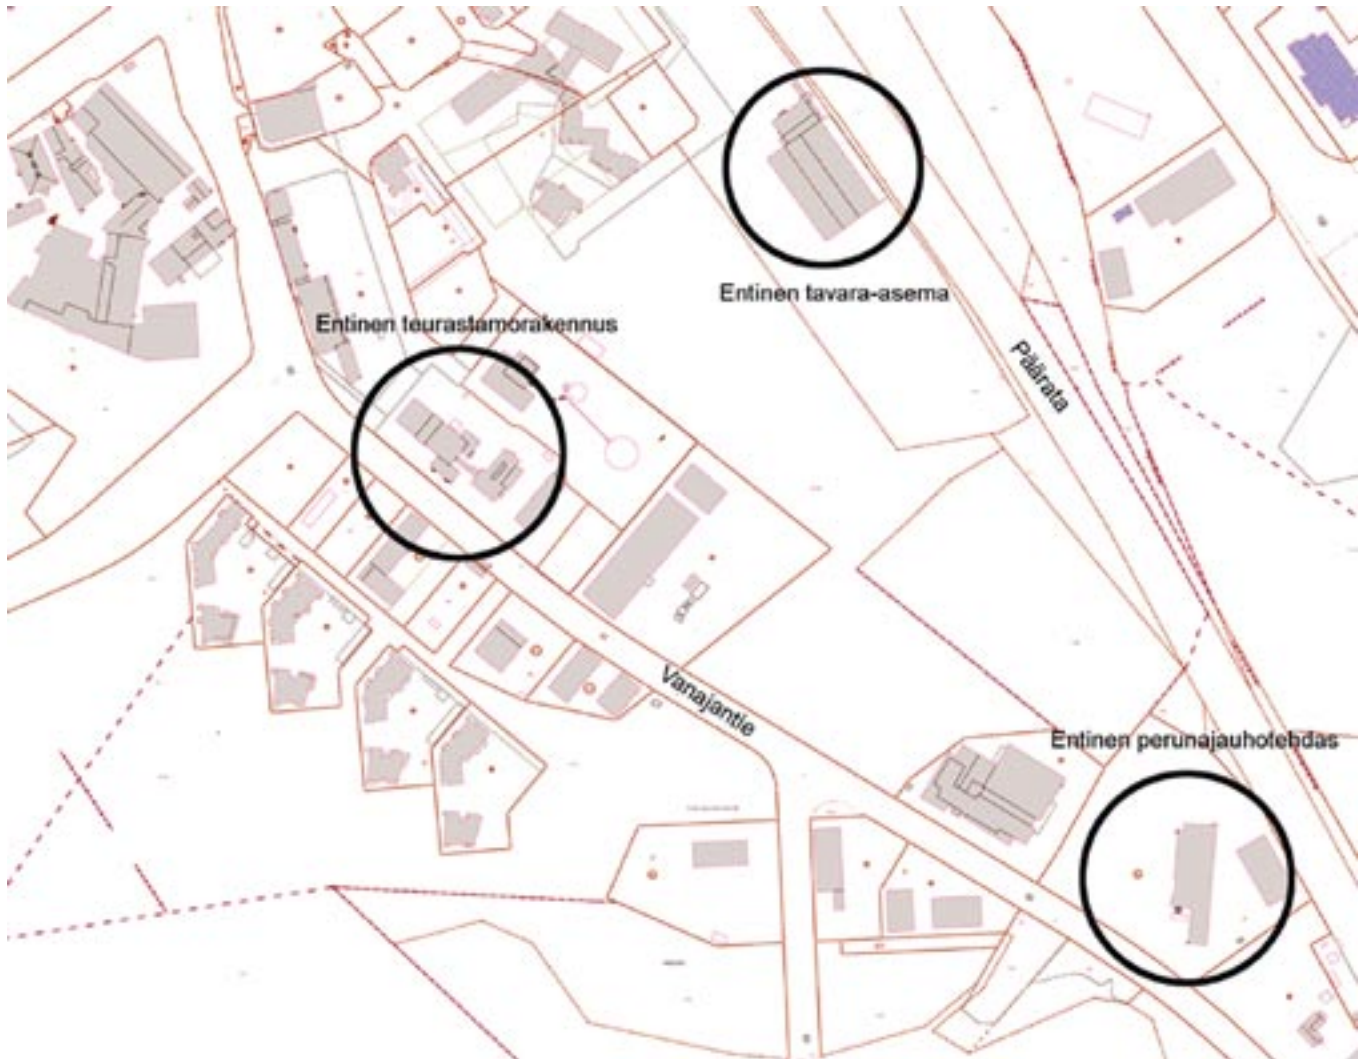 Entinen tavara-asema
Entinen teurastamorakennus
Päärata
Vanajantie
Entinen perunajauhotehdas